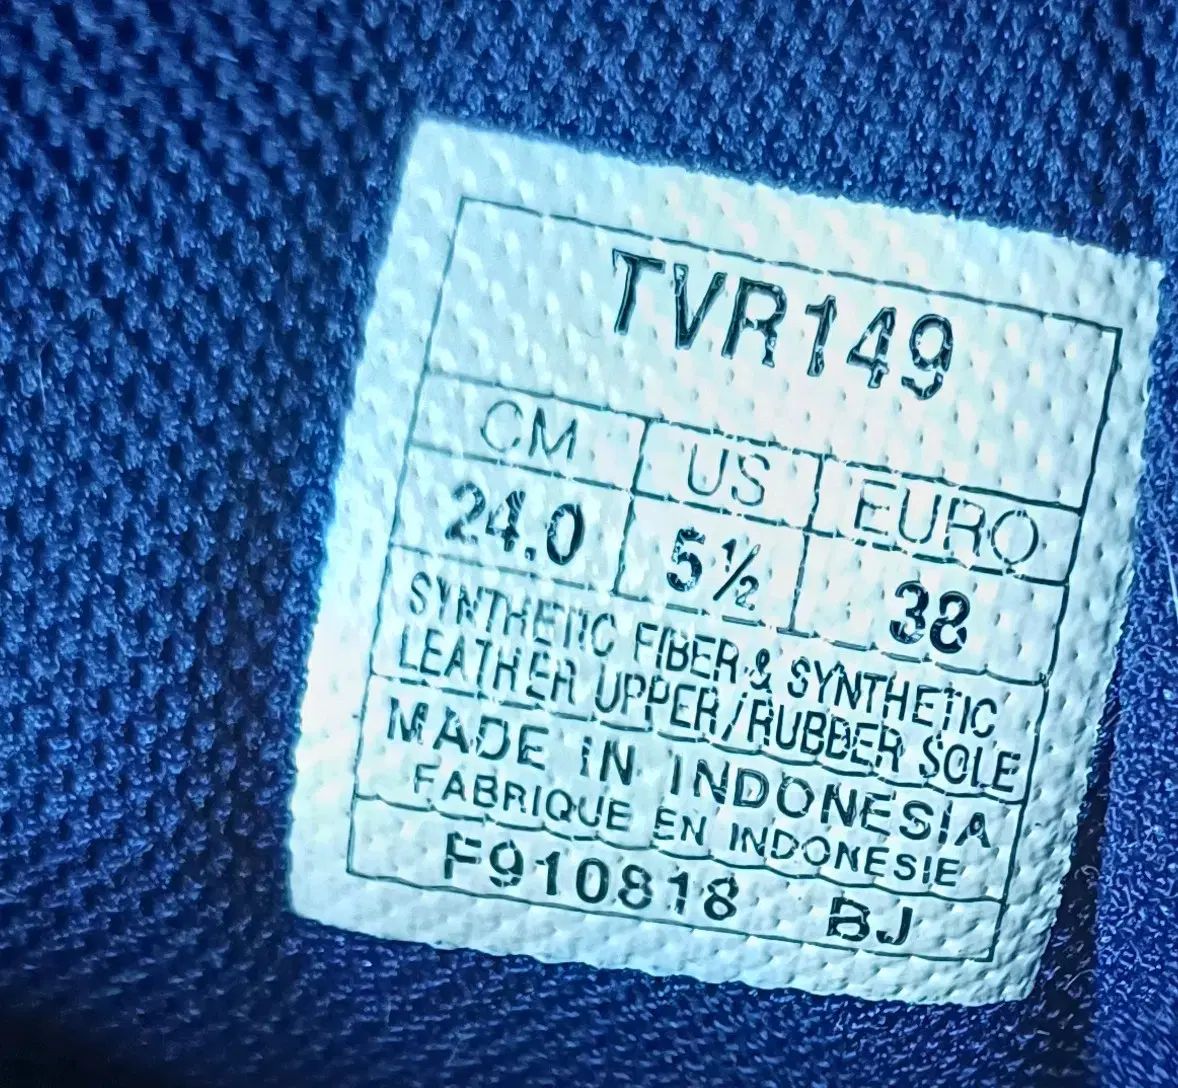 TVR149
CM US EURO
24.0 5½ 38
SYNTHETIC FIBER & SYNTHETIC
LEATHER UPPER/RUBBER SOLE
MADE IN INDONESIA
FABRIQUE EN INDONESIE
F910818 BJ